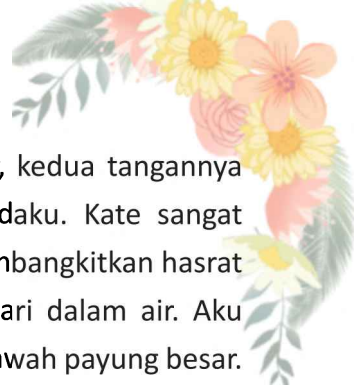 , kedua tangannya
daku. Kate sangat
nbangkitkan hasrat
ari dalam air. Aku
wah payung besar.